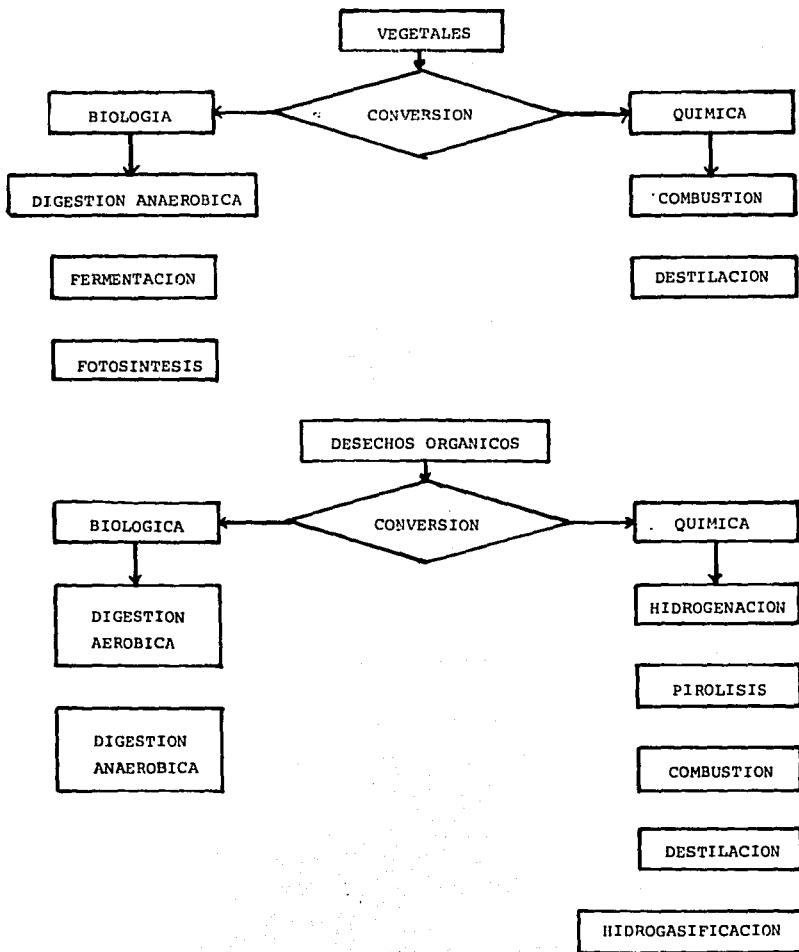 VEGETALES
BIOLOGIA
CONVERSION
QUIMICA
DIGESTION ANAEROBICA
COMBUSTION
FERMENTACION
DESTILACION
FOTOSINTESIS
DESECHOS ORGANICOS
BIOLOGICA
CONVERSION
QUIMICA
DIGESTION
AEROBICA
HIDROGENACION
PIROLISIS
DIGESTION
ANAEROBICA
COMBUSTION
DESTILACION
HIDROGASIFICACION